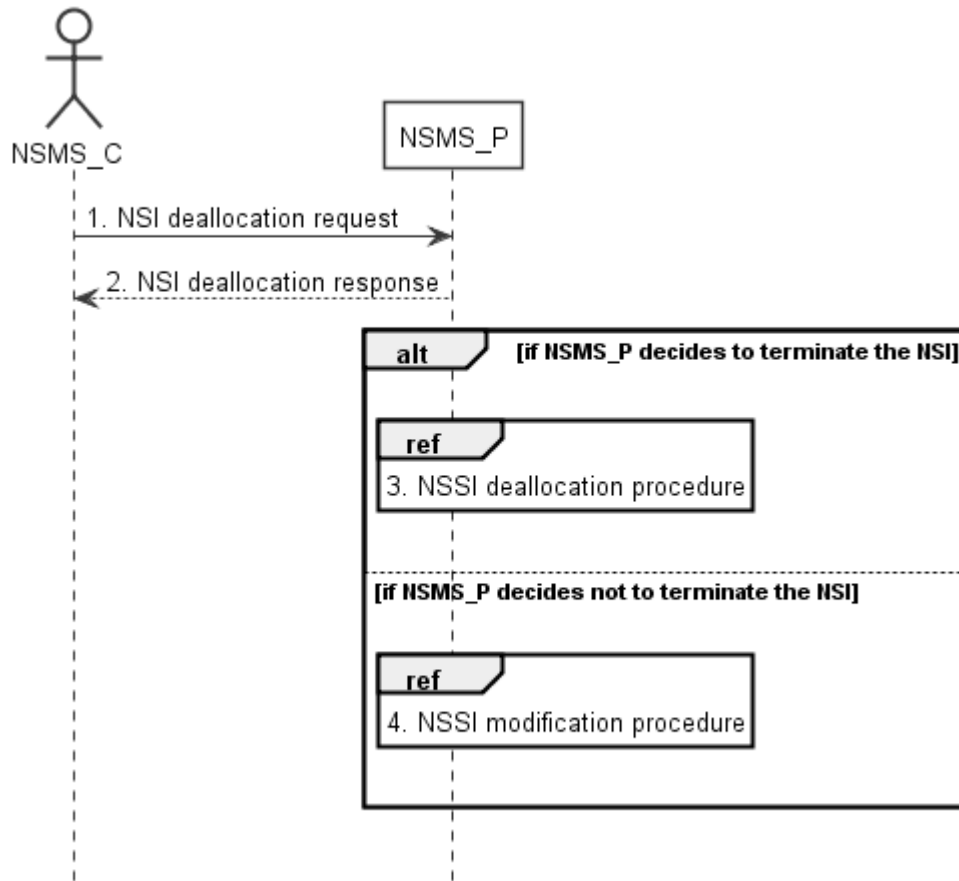 NSMS_C
NSMS_P
1. NSI deallocation request
2. NSI deallocation response
alt [if NSMS_P decides to terminate the NSI]
ref
3. NSSI deallocation procedure
[if NSMS_P decides not to terminate the NSI]
ref
4. NSSI modification procedure